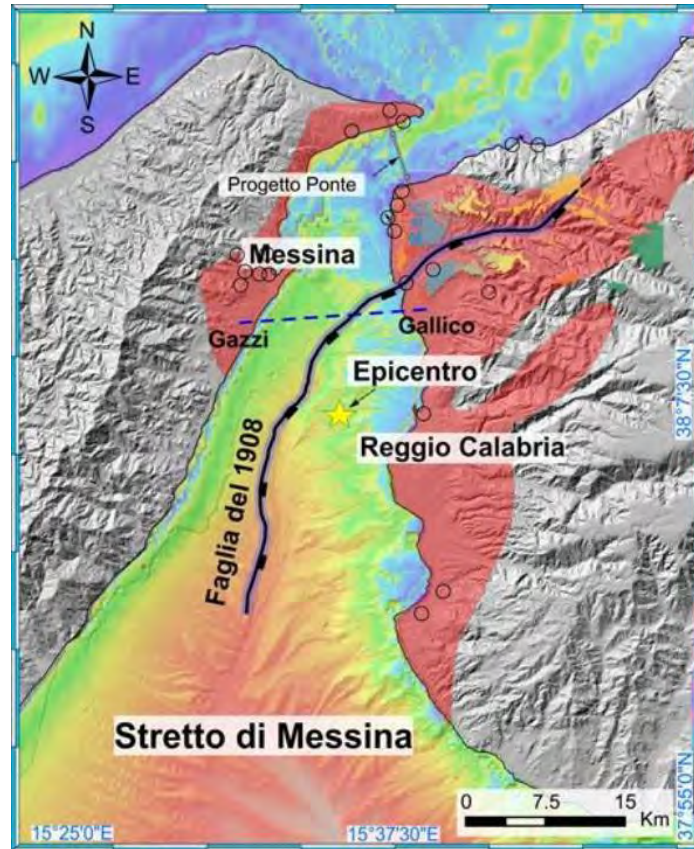 N
W E
S
Progetto Ponte
Messina
Gazzi
Gallico
Epicentro
38°7'30"N
Reggio Calabria
Faglia del 1908
Stretto di Messina
0 7.5 15
Km
15°25'0"E
15°37'30"E
37°55'0"N